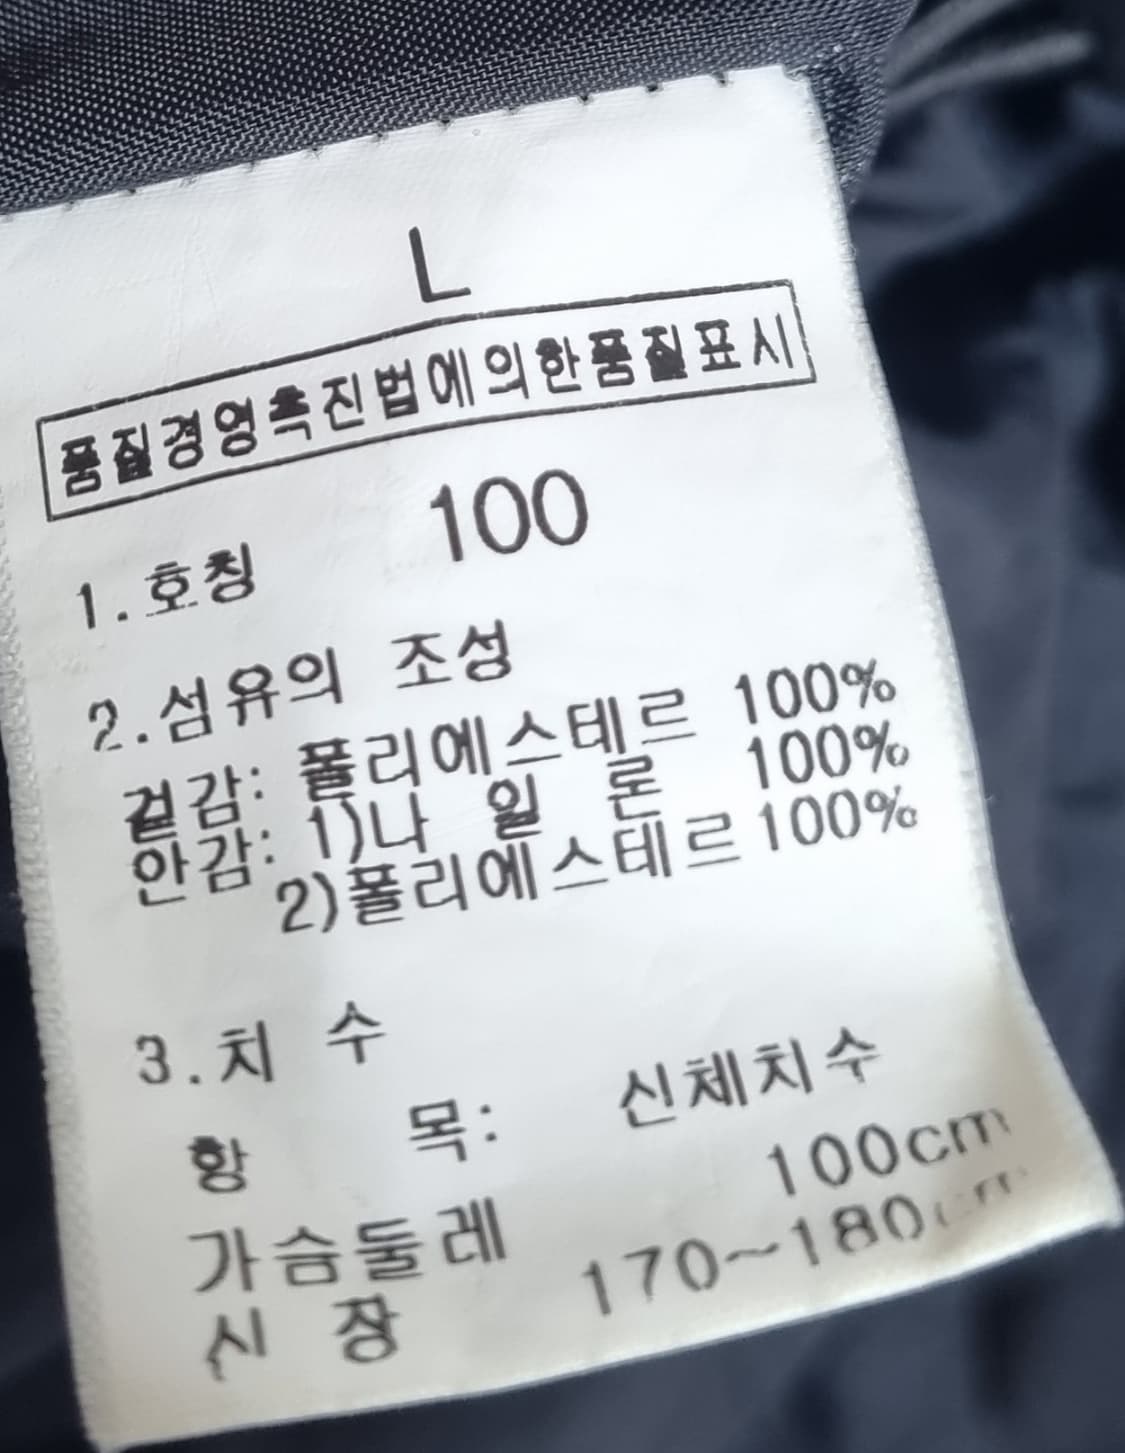 L
품질경영촉진법에의한품질표시
100
1.호칭
2.섬유의 조성
겉감: 폴리에스테르 100%
안감: 1)나 일 론 100%
2)폴리에스테르 100%
3.치 수
항 목: 신체치수
가슴둘레 100cm
신 장 170~180cm